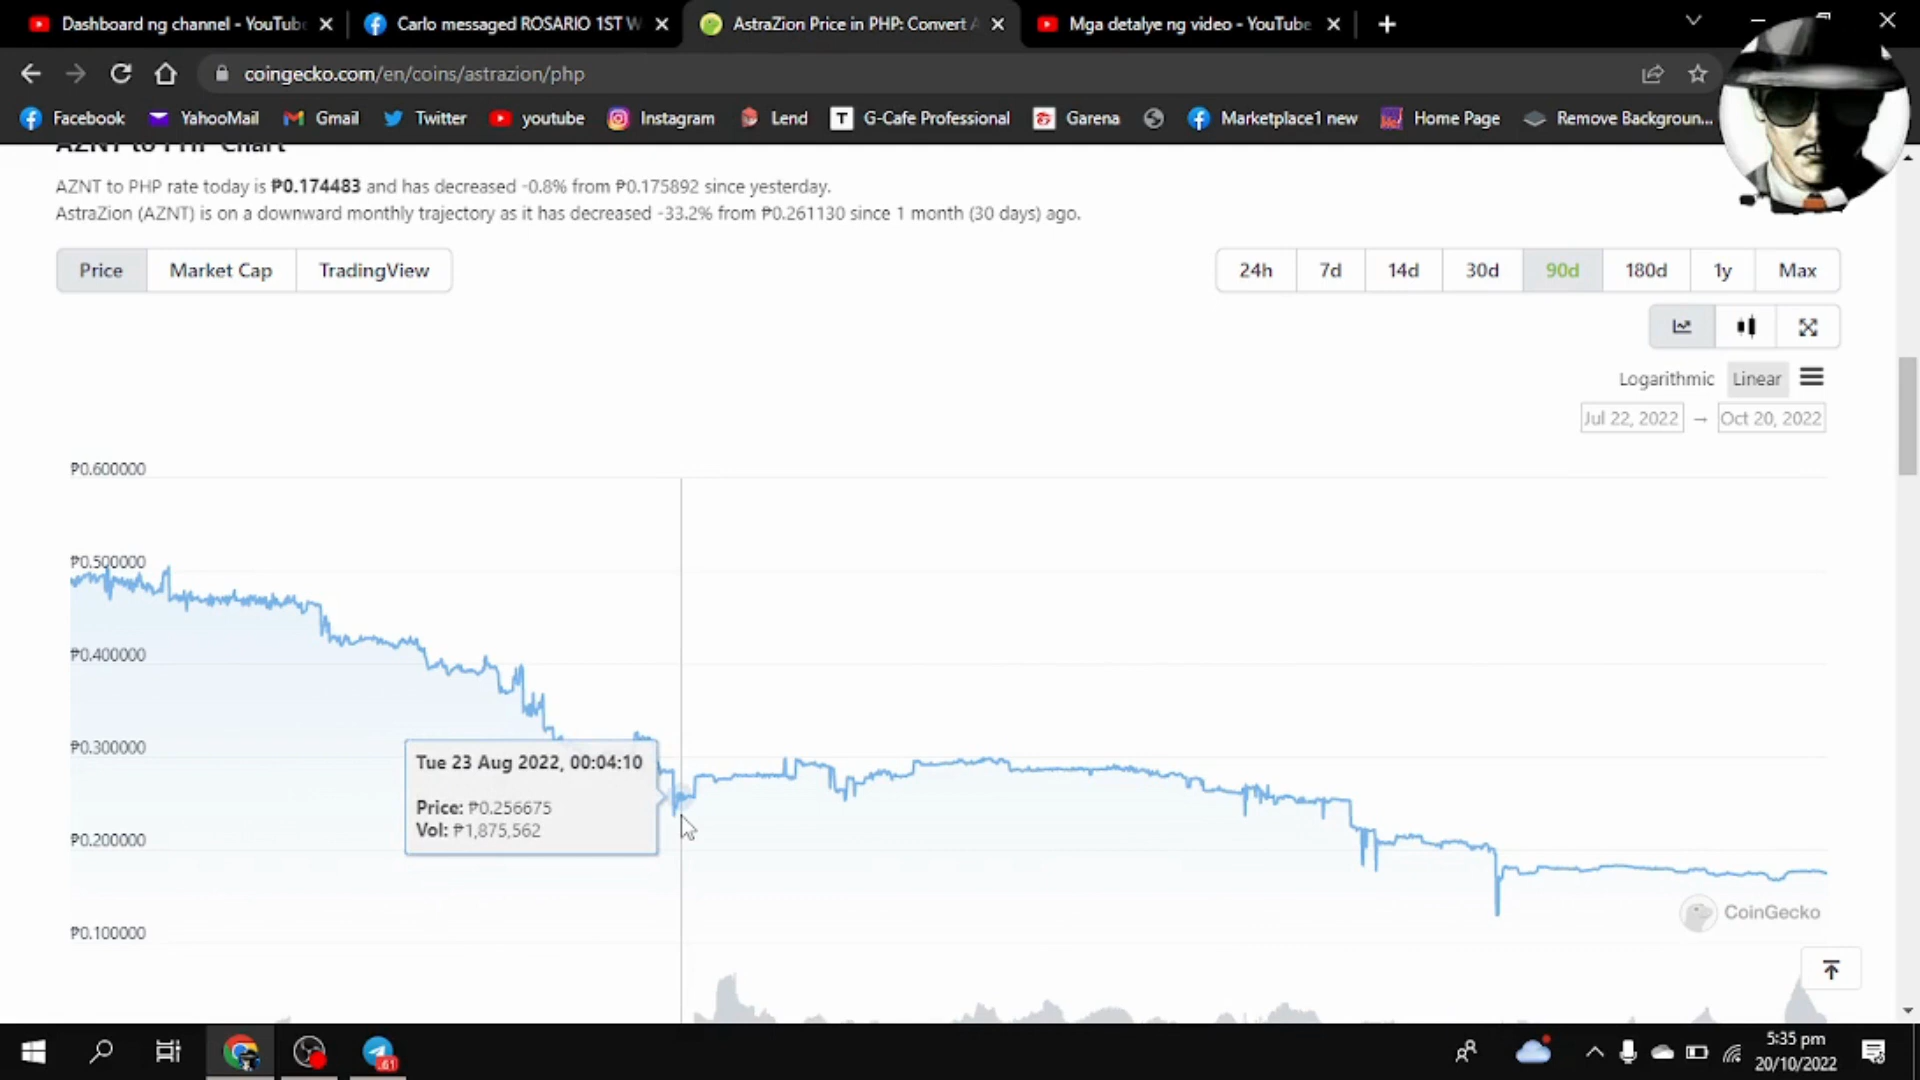 Dashboard ng channel - YouTube
Carlo messaged ROSARIO 1ST W
AstraZion Price in PHP: Convert A
Mga detalye ng video - YouTube
coingecko.com/en/coins/astrazion/php
Facebook YahooMail Gmail Twitter youtube Instagram Lend T G-Cafe Professional Garena Marketplace1 new Home Page Remove Backgroun...
AZNT to PHP Chart
AZNT to PHP rate today is ₱0.174483 and has decreased -0.8% from ₱0.175892 since yesterday.
AstraZion (AZNT) is on a downward monthly trajectory as it has decreased -33.2% from ₱0.261130 since 1 month (30 days) ago.
Price Market Cap TradingView
24h 7d 14d 30d 90d 180d 1y Max
Logarithmic Linear
Jul 22, 2022 → Oct 20, 2022
₱0.600000
₱0.500000
₱0.400000
₱0.300000
Tue 23 Aug 2022, 00:04:10
Price: ₱0.256675
Vol: ₱1,875,562
₱0.200000
CoinGecko
₱0.100000
61
5:35 pm
20/10/2022